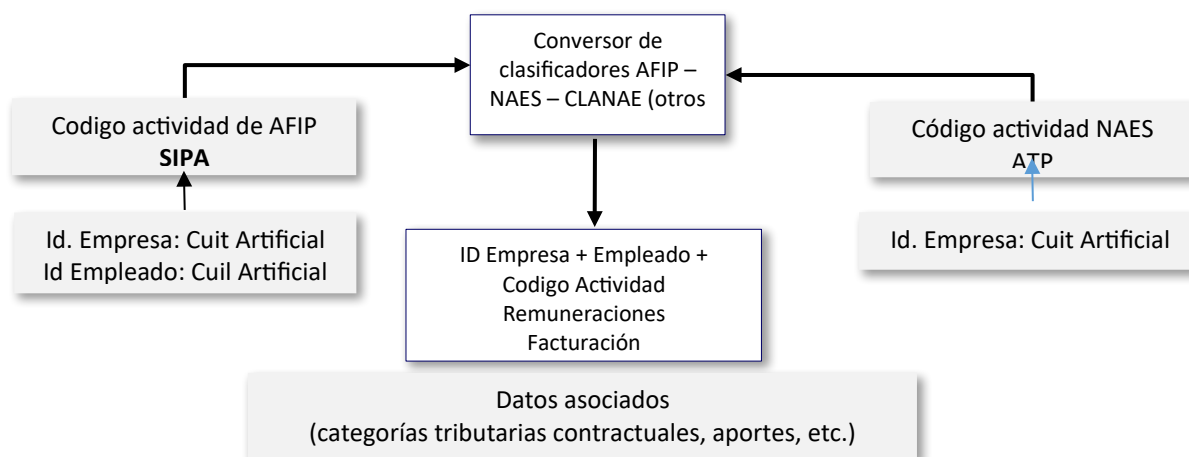 Conversor de
clasificadores AFIP –
NAES – CLANAE (otros
Codigo actividad de AFIP
SIPA
Código actividad NAES
ATP
Id. Empresa: Cuit Artificial
Id Empleado: Cuil Artificial
ID Empresa + Empleado +
Codigo Actividad
Remuneraciones
Facturación
Id. Empresa: Cuit Artificial
Datos asociados
(categorías tributarias contractuales, aportes, etc.)